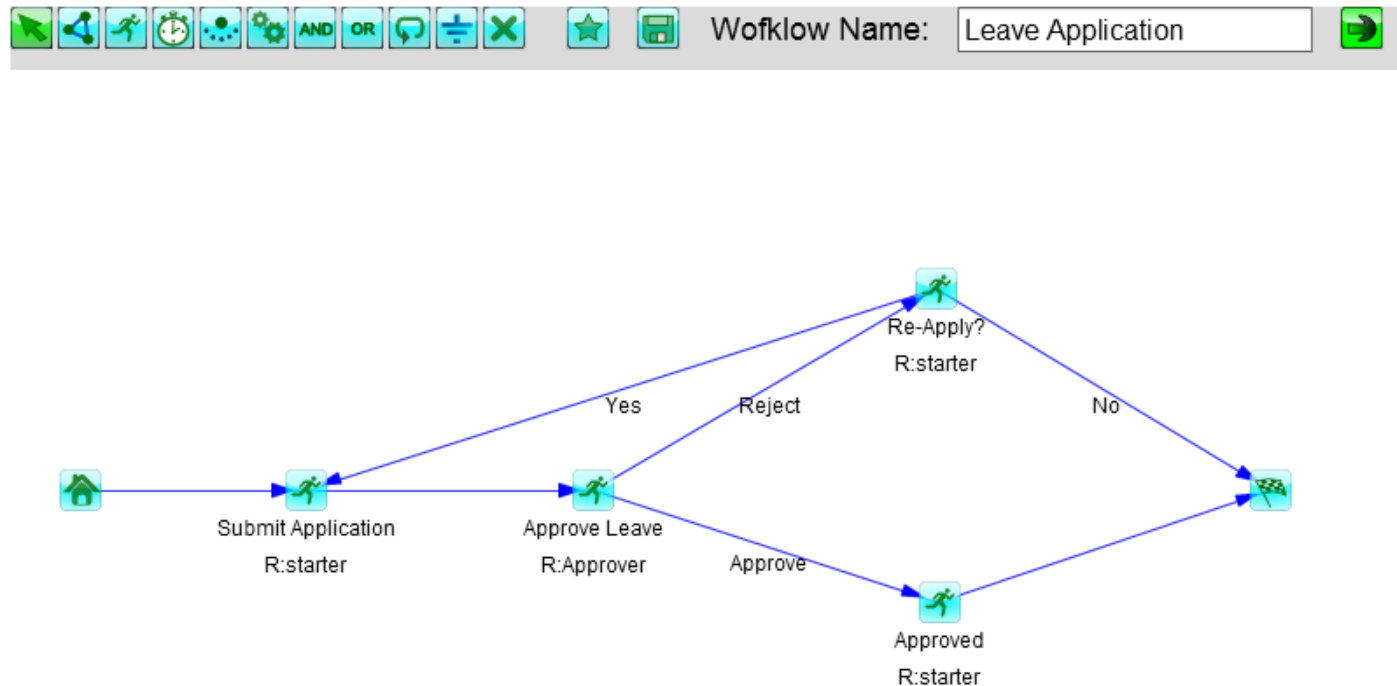 AND OR Wofklow Name: Leave Application
Re-Apply?
R:starter
Yes Reject No
Submit Application Approve Leave
R:starter R:Approver
Approve
Approved
R:starter